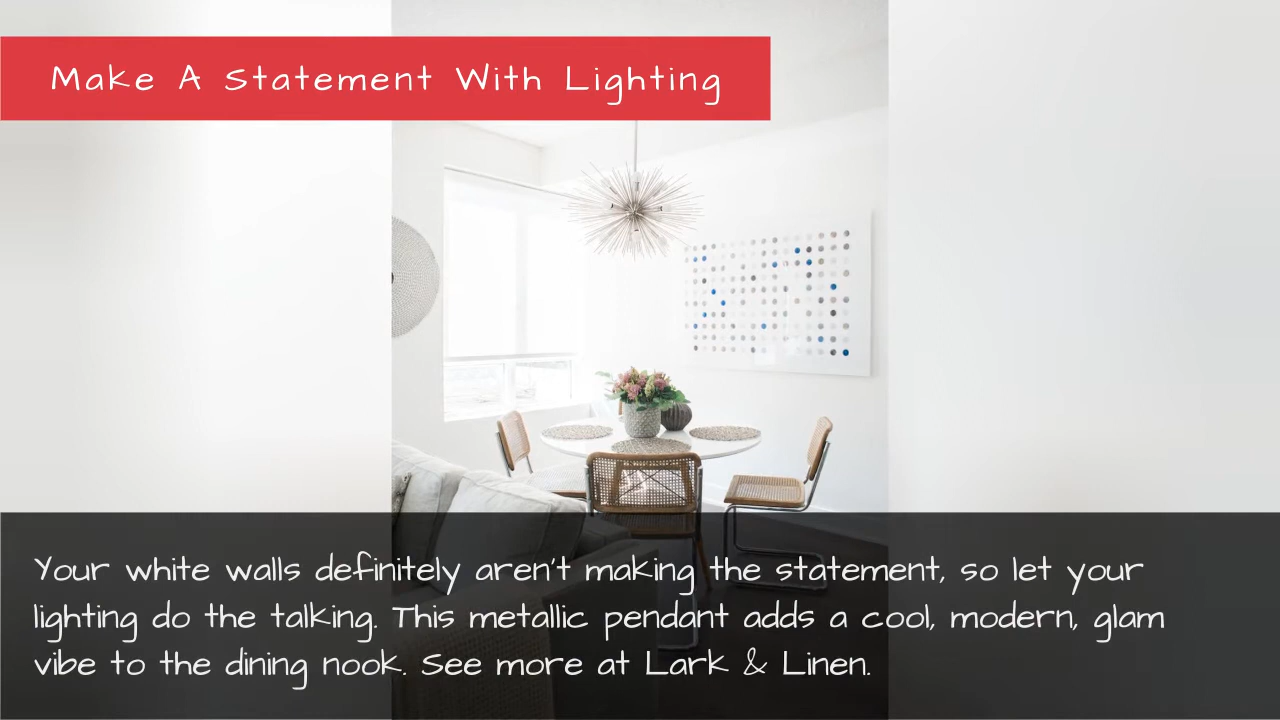 Make A Statement With Lighting
Your white walls definitely aren't making the statement, so let your
lighting do the talking. This metallic pendant adds a cool, modern, glam
vibe to the dining nook. See more at Lark & Linen.